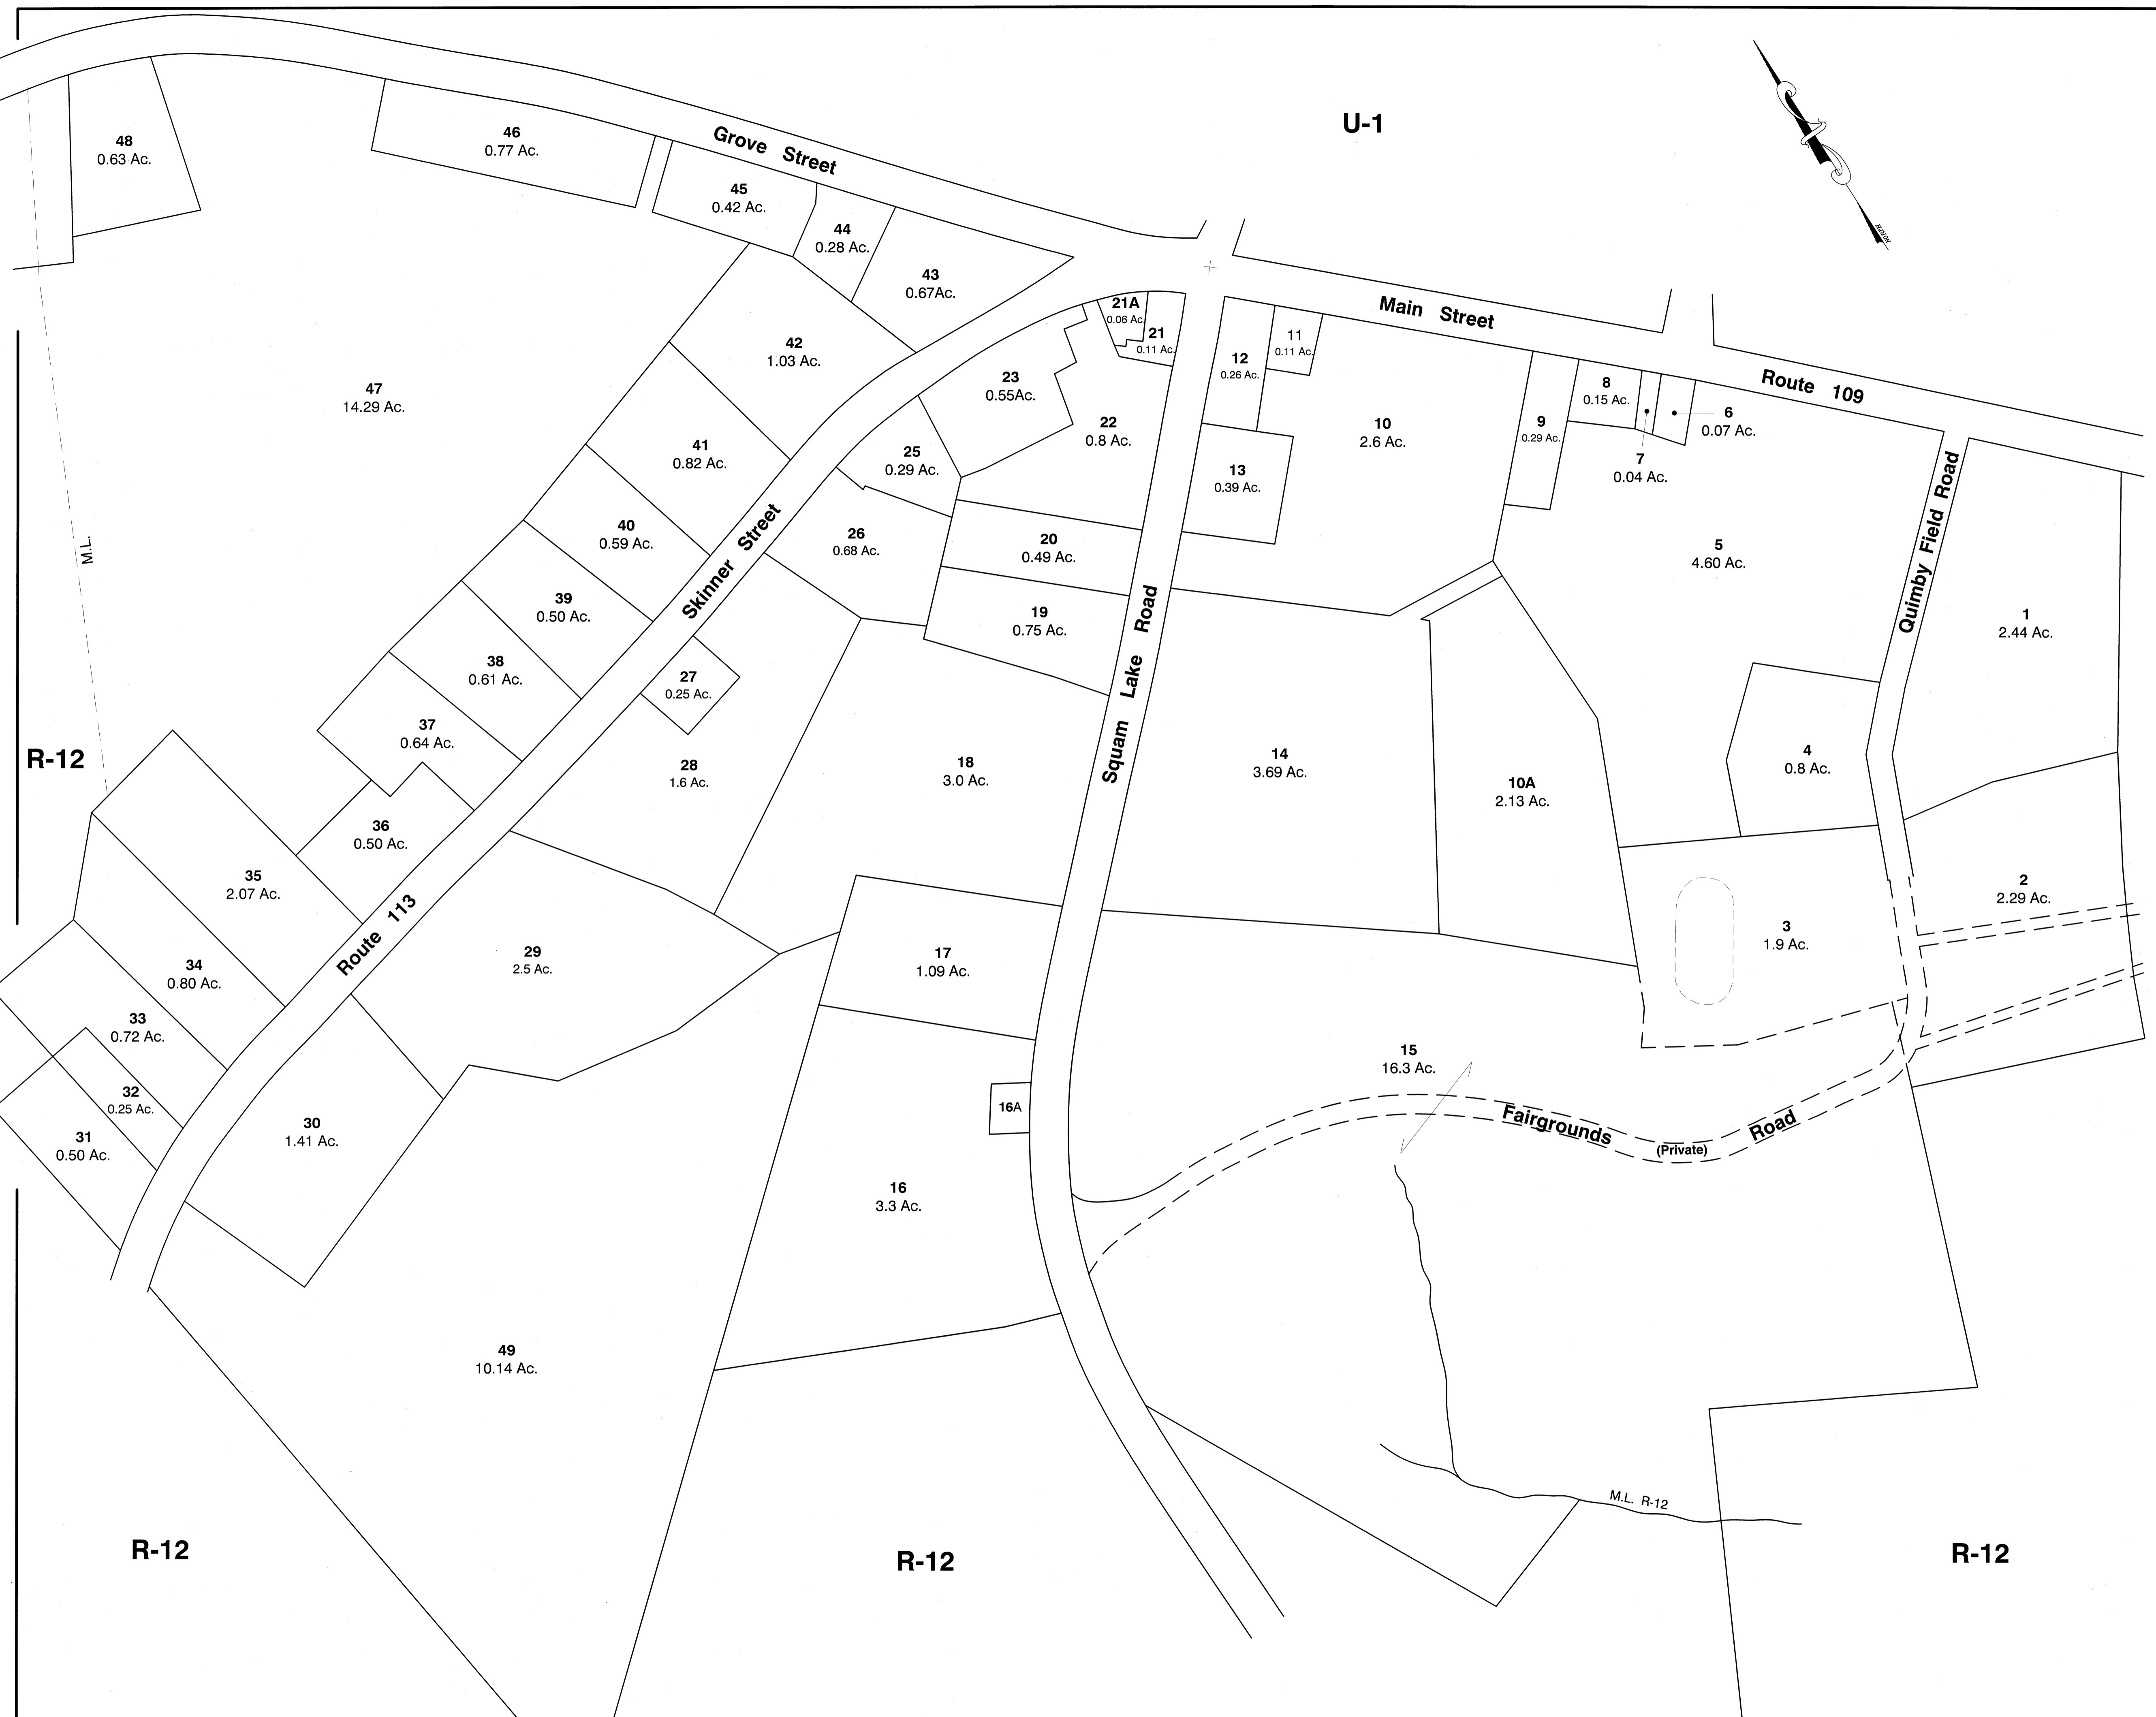 U-1
NORTH
48
0.63 Ac.
46
0.77 Ac.
Grove Street
45
0.42 Ac.
44
0.28 Ac.
43
0.67Ac.
47
14.29 Ac.
42
1.03 Ac.
41
0.82 Ac.
40
0.59 Ac.
39
0.50 Ac.
38
0.61 Ac.
37
0.64 Ac.
36
0.50 Ac.
35
2.07 Ac.
34
0.80 Ac.
33
0.72 Ac.
32
0.25 Ac.
31
0.50 Ac.
M.L.
R-12
Skinner Street
Route 113
21A
0.06 Ac.
21
0.11 Ac.
23
0.55Ac.
22
0.8 Ac.
25
0.29 Ac.
26
0.68 Ac.
20
0.49 Ac.
19
0.75 Ac.
27
0.25 Ac.
28
1.6 Ac.
18
3.0 Ac.
29
2.5 Ac.
17
1.09 Ac.
30
1.41 Ac.
16A
16
3.3 Ac.
49
10.14 Ac.
R-12
R-12
Squam Lake Road
Main Street
Route 109
12
0.26 Ac.
11
0.11 Ac.
13
0.39 Ac.
10
2.6 Ac.
9
0.29 Ac.
8
0.15 Ac.
7
0.04 Ac.
6
0.07 Ac.
5
4.60 Ac.
Quimby Field Road
1
2.44 Ac.
4
0.8 Ac.
14
3.69 Ac.
10A
2.13 Ac.
2
2.29 Ac.
3
1.9 Ac.
15
16.3 Ac.
Fairgrounds
(Private)
Road
M.L. R-12
R-12